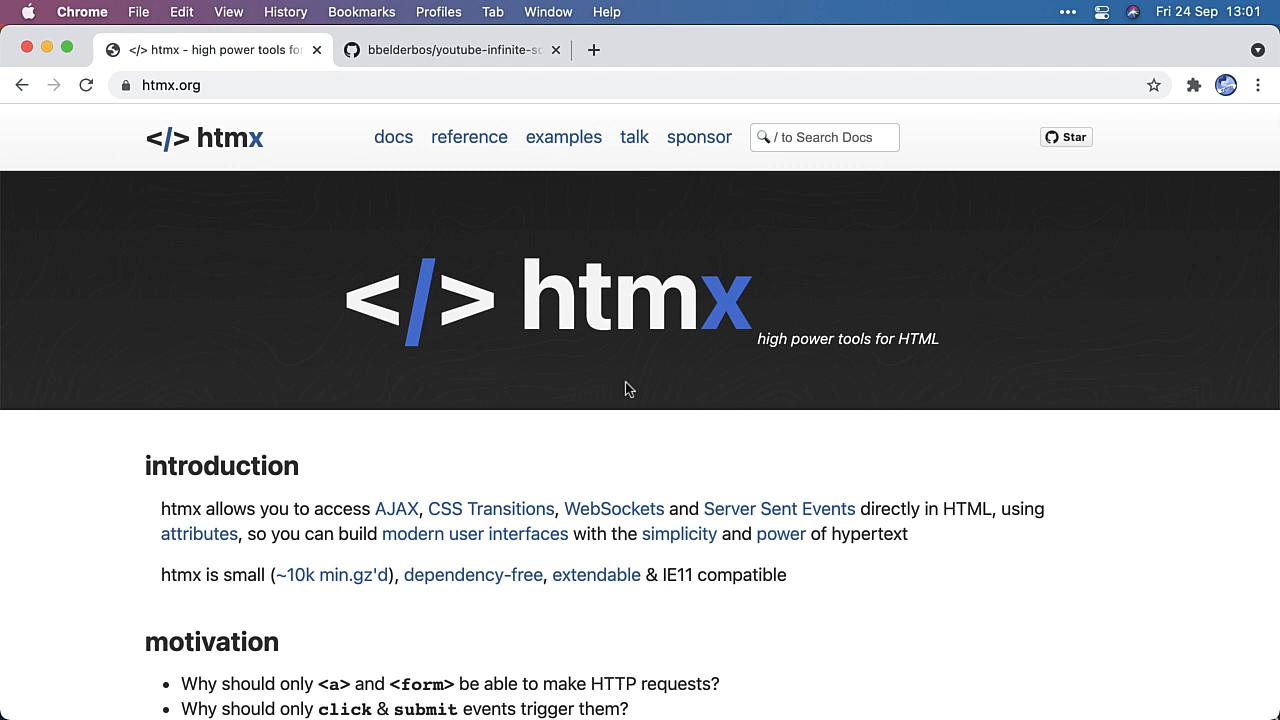 Chrome File Edit View History Bookmarks Profiles Tab Window Help ••• Fri 24 Sep 13:01
</> htmx - high power tools for bbelderbos/youtube-infinite-sc
htmx.org
</> htmx docs reference examples talk sponsor / to Search Docs Star
</> htmx
high power tools for HTML
introduction
htmx allows you to access AJAX, CSS Transitions, WebSockets and Server Sent Events directly in HTML, using
attributes, so you can build modern user interfaces with the simplicity and power of hypertext
htmx is small (~10k min.gz'd), dependency-free, extendable & IE11 compatible
motivation
• Why should only <a> and <form> be able to make HTTP requests?
• Why should only click & submit events trigger them?